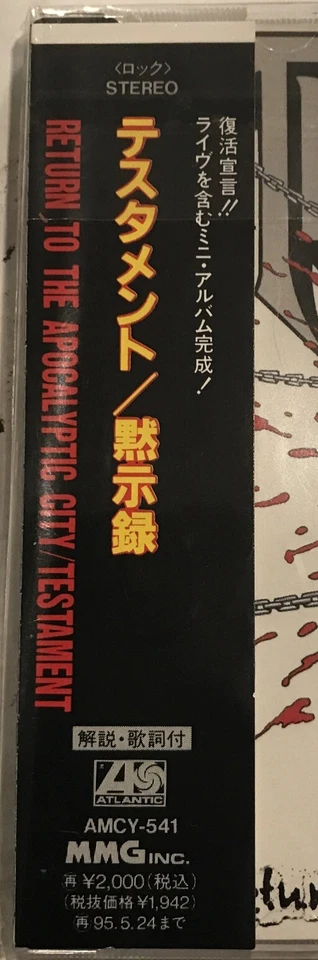 〈ロック〉
STEREO
復活宣言!!
ライヴを含むミニ・アルバム完成!
テスタメント/黙示録
RETURN TO THE APOCALYPTIC CITY/TESTAMENT
解説・歌詞付
ATLANTIC
AMCY-541
MMG INC.
再 ¥2,000(税込)
(税抜価格¥1,942)
再 95.5.24まで